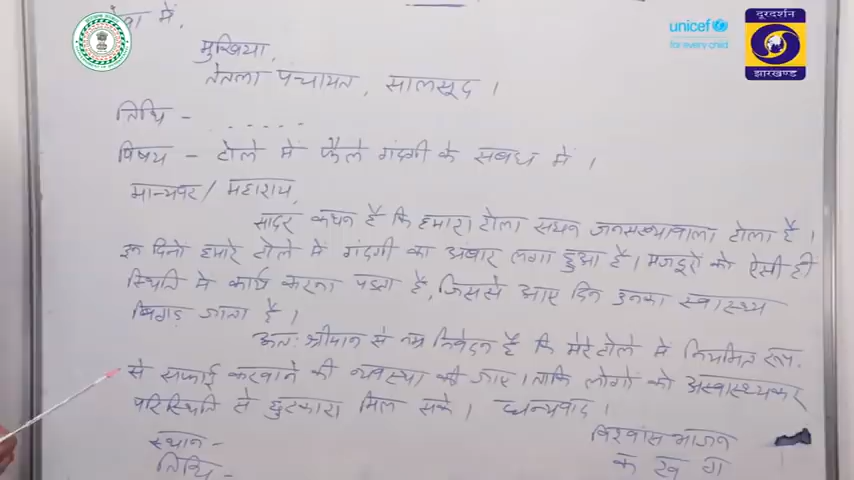 सेवा में,
मुखिया,
तेतला पंचायत, सालसूद ।
तिथि - . . . . . .
विषय - टोले में फैले गंदगी के संबंध में ।
मान्यवर / महाशय,
सादर कथन है कि हमारा टोला सघन जनसंख्यावाला टोला है ।
इन दिनों हमारे टोले में गंदगी का अंबार लगा हुआ है । मजदूरों को ऐसी ही
स्थिति में कार्य करना पड़ता है, जिससे आए दिन उनका स्वास्थ्य
बिगड़ जाता है ।
अतः श्रीमान से नम्र निवेदन है कि मेरे टोले में नियमित रूप
से सफाई करवाने की व्यवस्था की जाए । ताकि लोगों को अस्वास्थ्यकर
परिस्थिति से छुटकारा मिल सके । धन्यवाद ।
स्थान -
तिथि -
विश्वास भाजन
क ख ग
unicef
for every child
दूरदर्शन
झारखण्ड